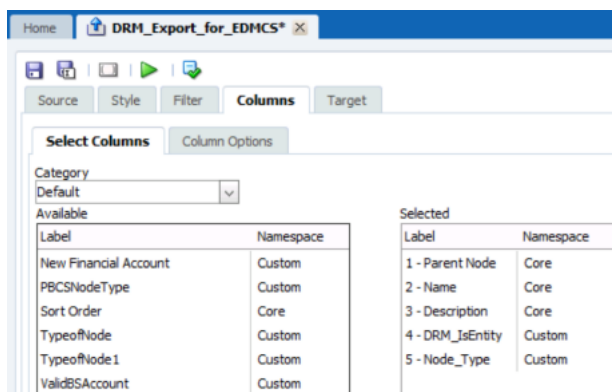 Home DRM_Export_for_EDMCS*
Source Style Filter Columns Target
Select Columns Column Options
Category
Default
Available Selected
Label Namespace Label Namespace
New Financial Account Custom 1 - Parent Node Core
PBCSNodeType Custom 2 - Name Core
Sort Order Core 3 - Description Core
TypeofNode Custom 4 - DRM_IsEntity Custom
TypeofNode1 Custom 5 - Node_Type Custom
ValidBSAccount Custom